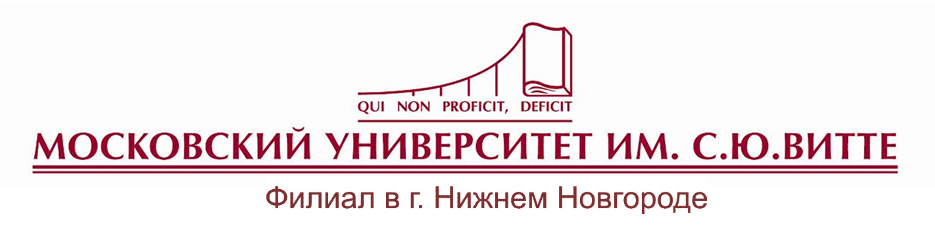 QUI NON PROFICIT, DEFICIT
МОСКОВСКИЙ УНИВЕРСИТЕТ ИМ. С.Ю.ВИТТЕ
Филиал в г. Нижнем Новгороде